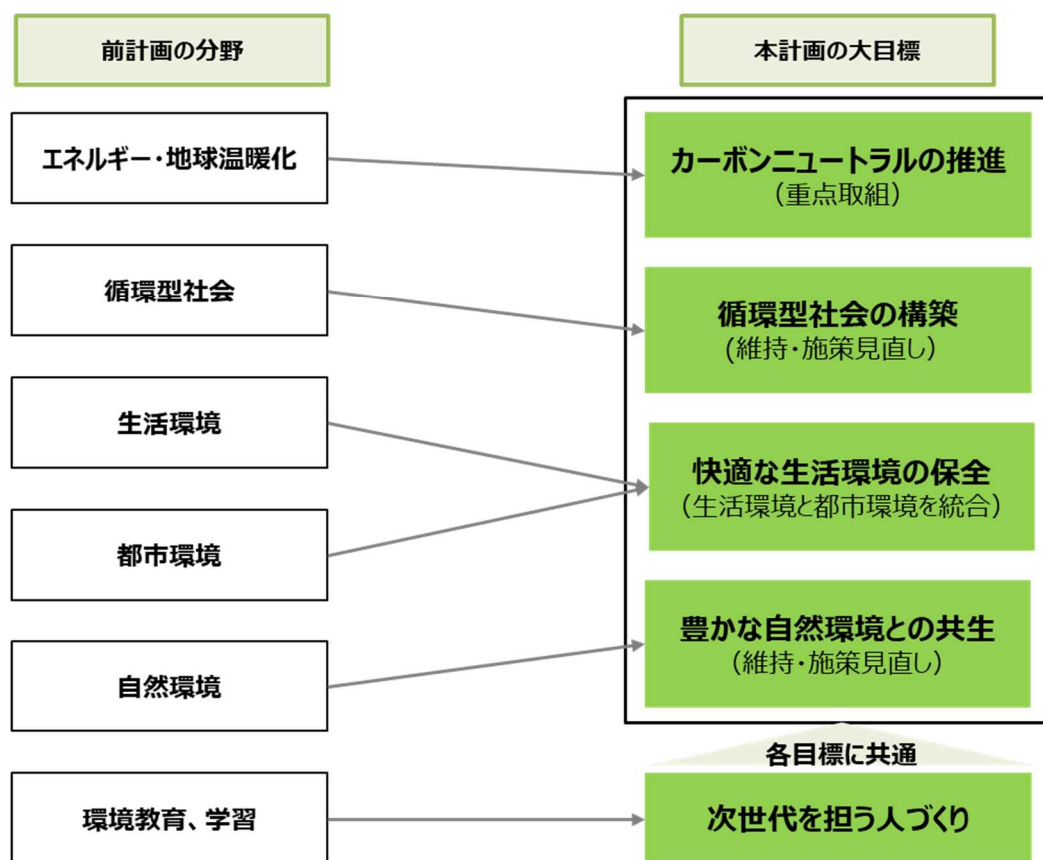 前計画の分野
本計画の大目標
エネルギー・地球温暖化
カーボンニュートラルの推進
（重点取組）
循環型社会
循環型社会の構築
（維持・施策見直し）
生活環境
都市環境
快適な生活環境の保全
（生活環境と都市環境を統合）
自然環境
豊かな自然環境との共生
（維持・施策見直し）
各目標に共通
環境教育、学習
次世代を担う人づくり